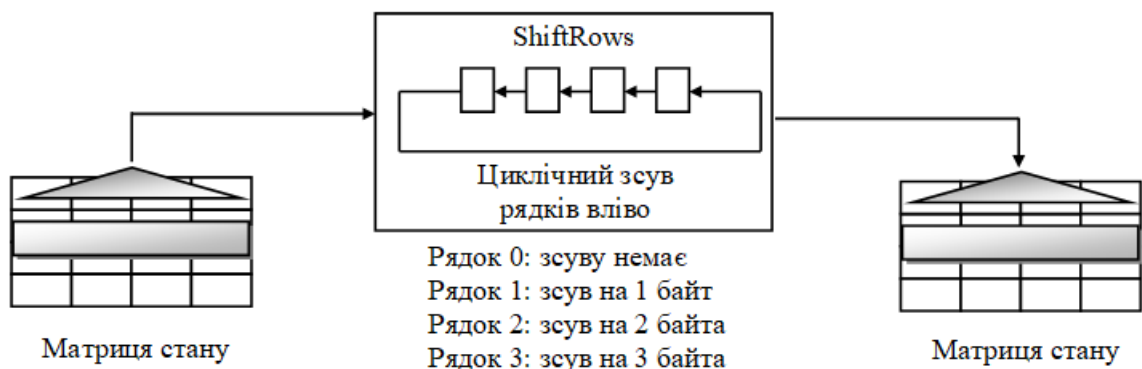 ShiftRows
Циклічний зсув
рядків вліво
Рядок 0: зсуву немає
Рядок 1: зсув на 1 байт
Рядок 2: зсув на 2 байта
Рядок 3: зсув на 3 байта
Матриця стану
Матриця стану